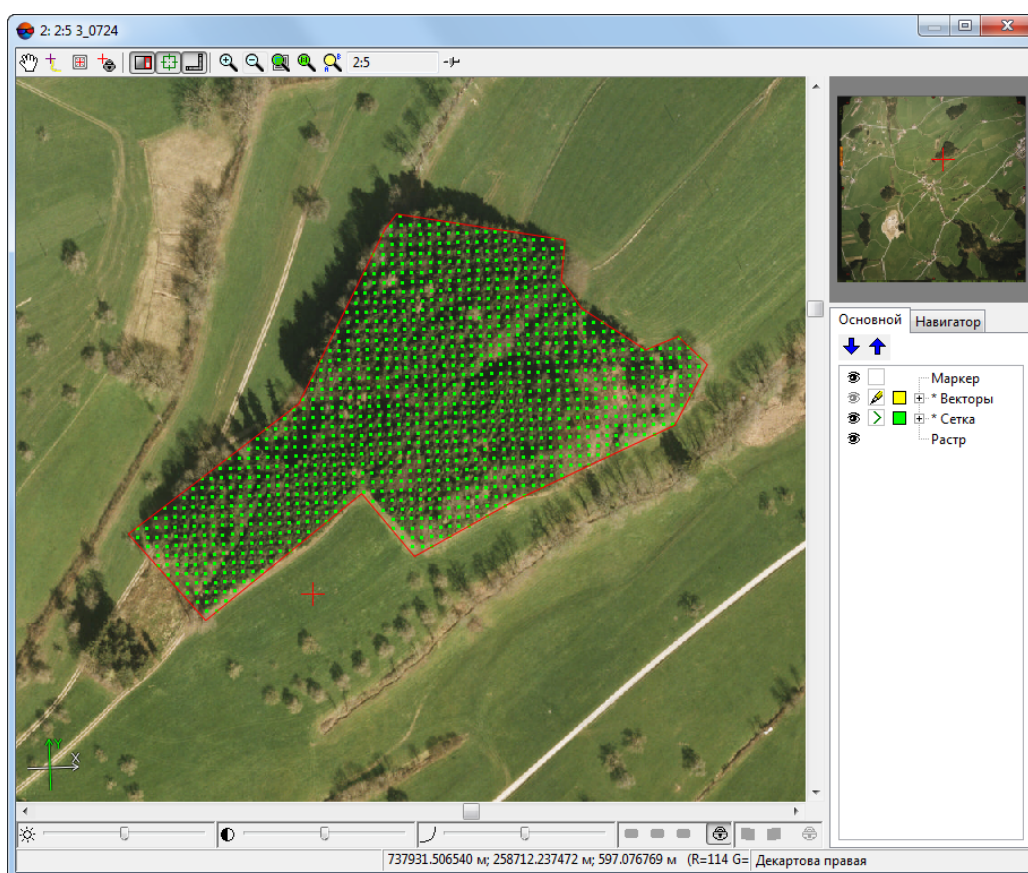 2: 2:5 3_0724
2:5
Основной Навигатор
Маркер
* Векторы
* Сетка
Растр
Y
X
737931.506540 м; 258712.237472 м; 597.076769 м (R=114 G= Декартова правая